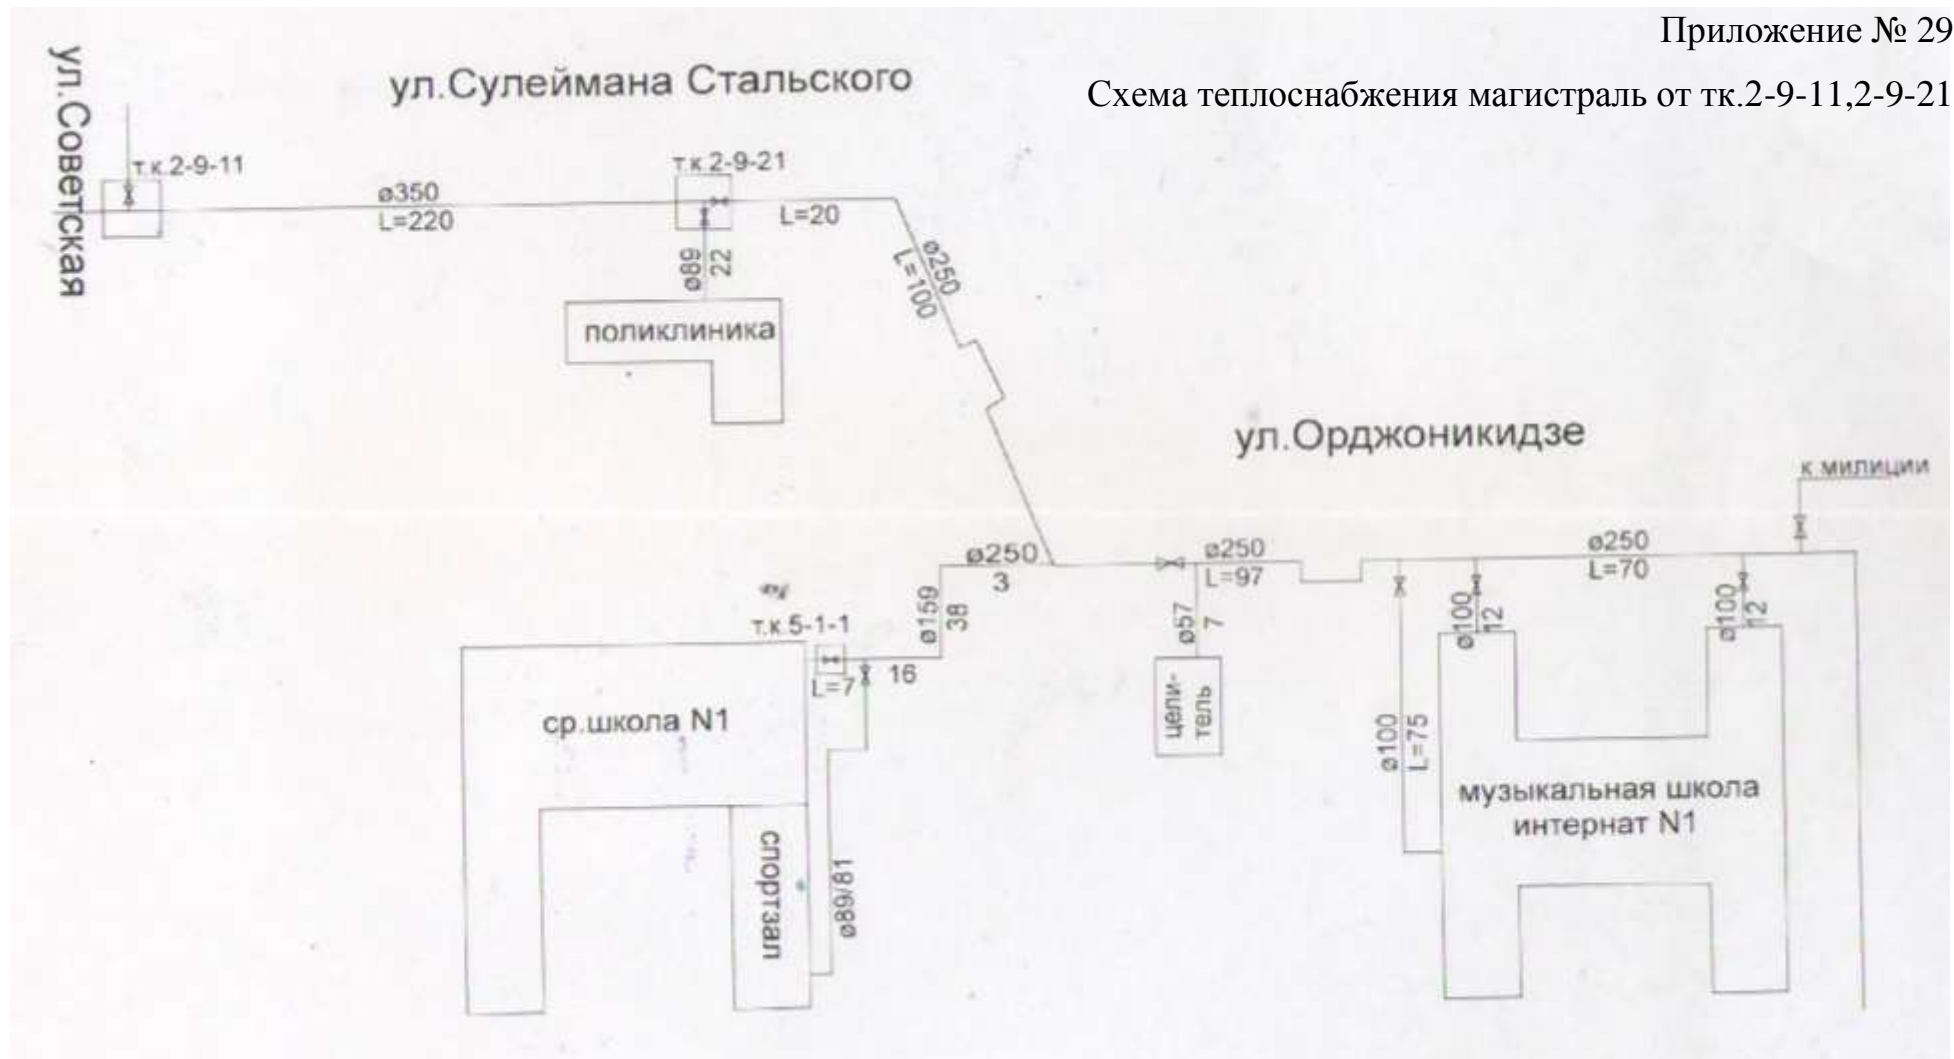 Приложение № 29
Схема теплоснабжения магистраль от тк.2-9-11,2-9-21
ул.Советская
ул.Сулеймана Стальского
т.к.2-9-11
т.к.2-9-21
ø350
L=220
L=20
ø89
22
ø250
L=100
поликлиника
ул.Орджоникидзе
к милиции
ø250
3
ø250
L=97
ø250
L=70
ø159
38
ø57
7
ø100
12
ø100
12
т.к.5-1-1
L=7
16
ср.школа N1
цели-
тель
ø100
L=75
музыкальная школа
интернат N1
спортзал
ø89/81